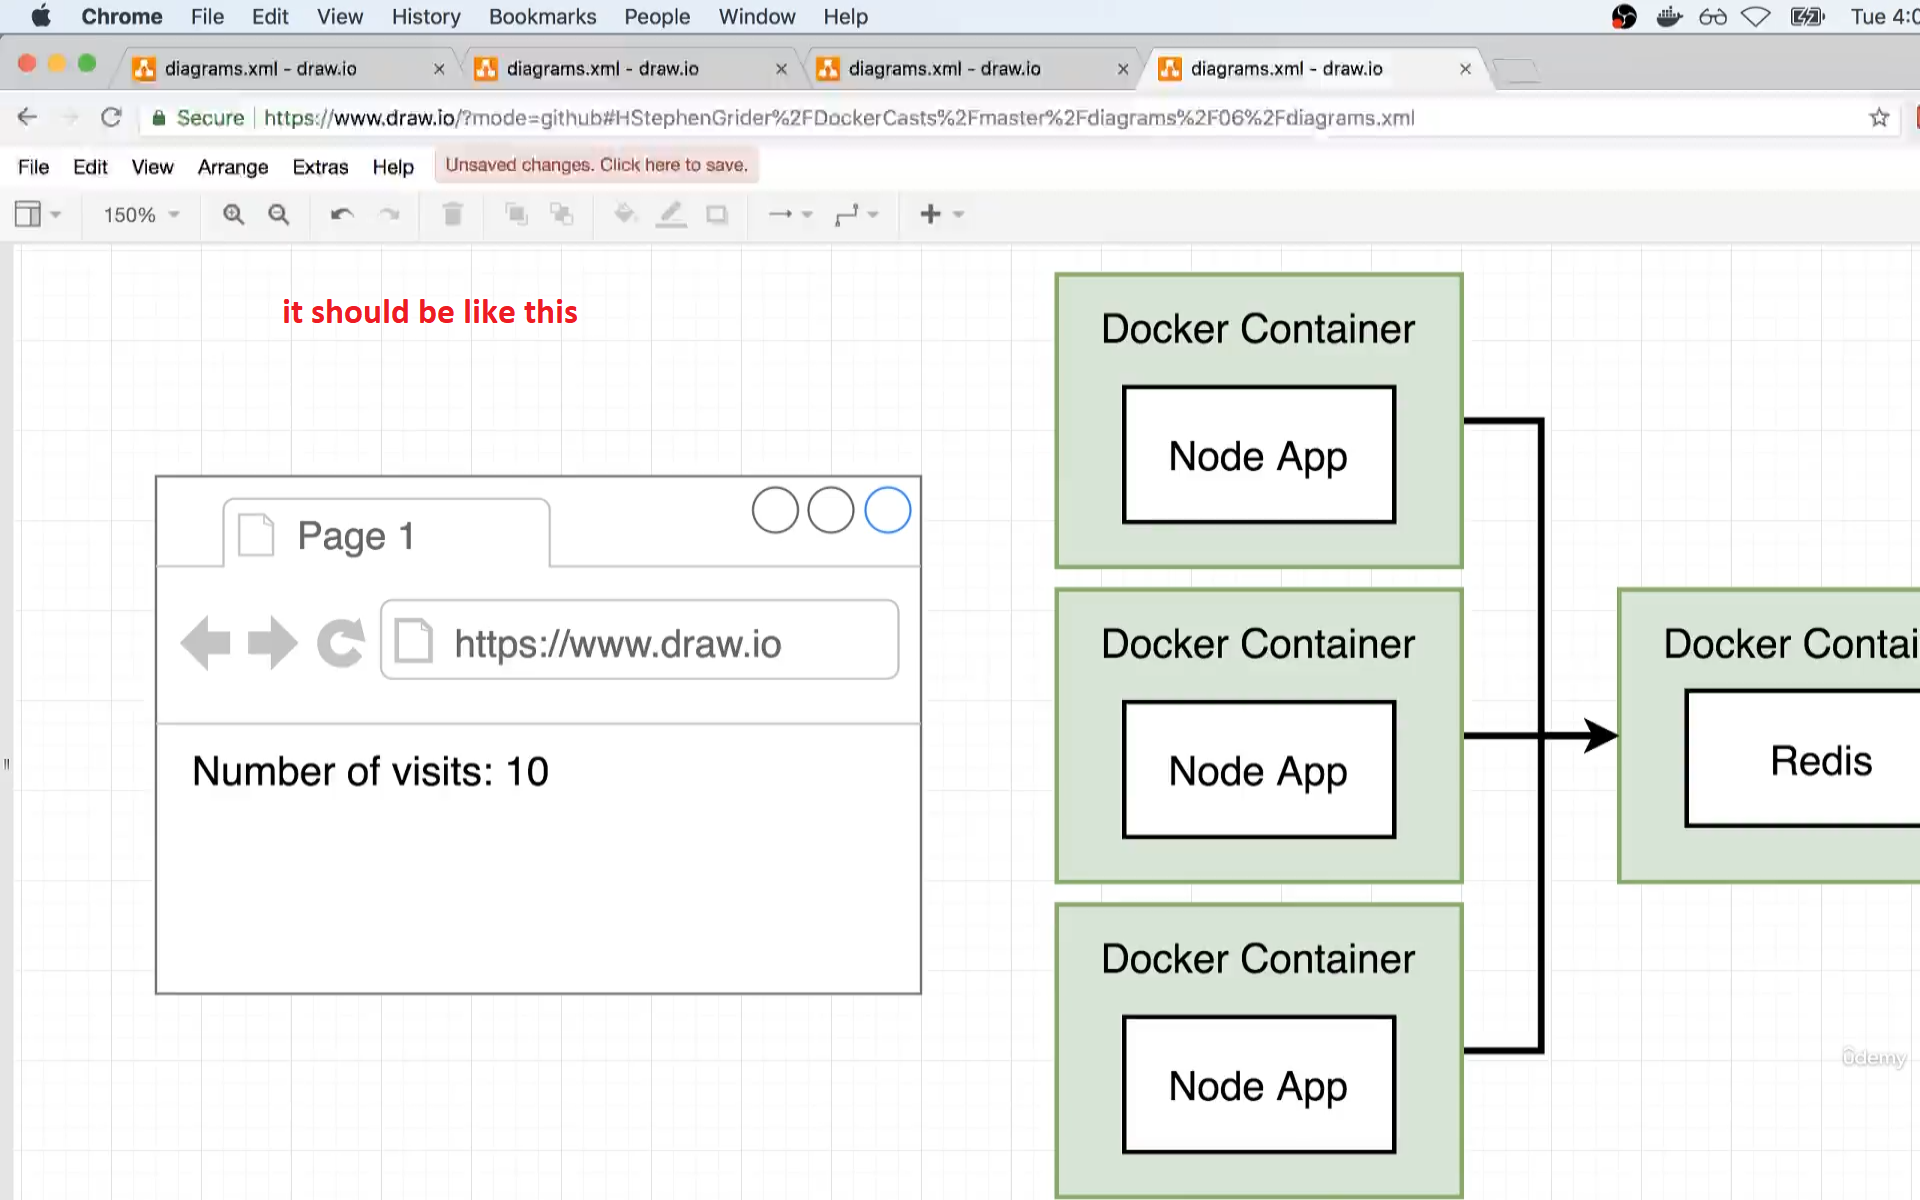 Chrome File Edit View History Bookmarks People Window Help Tue 4:0
diagrams.xml - draw.io diagrams.xml - draw.io diagrams.xml - draw.io diagrams.xml - draw.io
Secure https://www.draw.io/?mode=github#HStephenGrider%2FDockerCasts%2Fmaster%2Fdiagrams%2F06%2Fdiagrams.xml
File Edit View Arrange Extras Help Unsaved changes. Click here to save.
150%
it should be like this
Page 1
https://www.draw.io
Number of visits: 10
Docker Container
Node App
Docker Container
Node App
Docker Container
Node App
Docker Contai
Redis
ûdemy